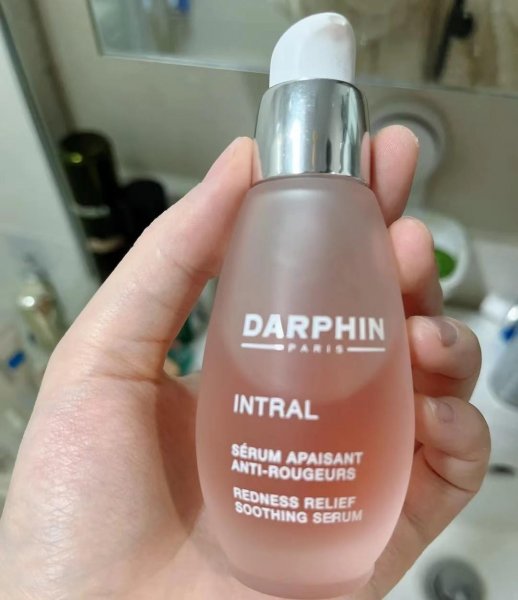 DARPHIN
PARIS
INTRAL
SÉRUM APAISANT
ANTI-ROUGEURS
REDNESS RELIEF
SOOTHING SERUM